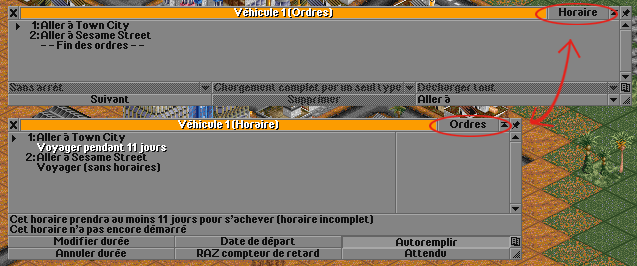 Véhicule 1 (Ordres)
Horaire
1: Aller à Town City
2: Aller à Sesame Street
- - Fin des ordres - -
Sans arrêt
Chargement complet par un seul type
Décharger tout
Suivant
Supprimer
Aller à
Véhicule 1 (Horaire)
Ordres
1: Aller à Town City
Voyager pendant 11 jours
2: Aller à Sesame Street
Voyager (sans horaires)
Cet horaire prendra au moins 11 jours pour s'achever (horaire incomplet)
Cet horaire n'a pas encore démarré
Modifier durée
Date de départ
Autoremplir
Annuler durée
RAZ compteur de retard
Attendu